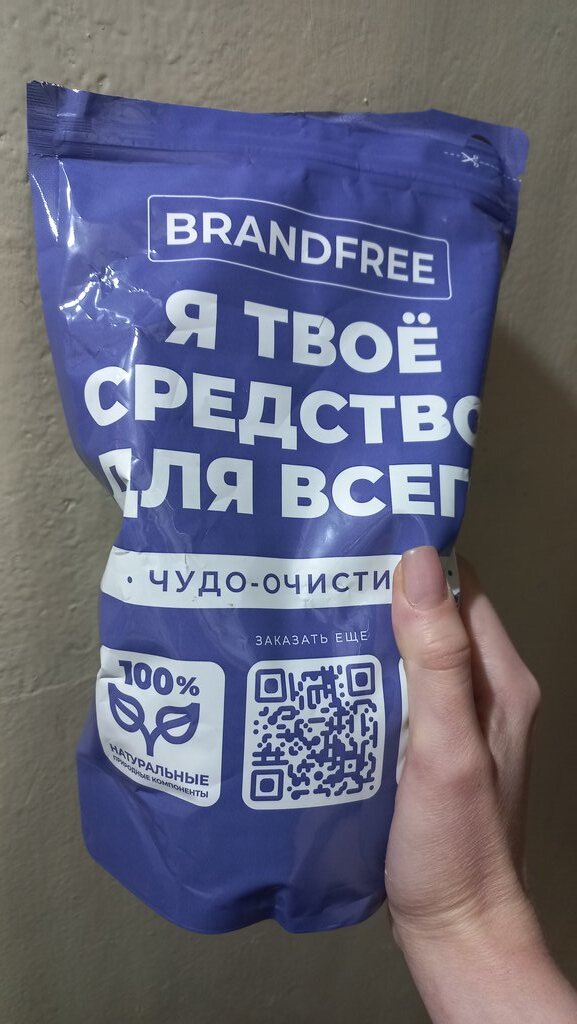 BRANDFREE
Я ТВОЁ
СРЕДСТВО
ДЛЯ ВСЕГ
ЧУДО-ОЧИСТИ
ЗАКАЗАТЬ ЕЩЕ
100%
НАТУРАЛЬНЫЕ
ПРИРОДНЫЕ КОМПОНЕНТЫ